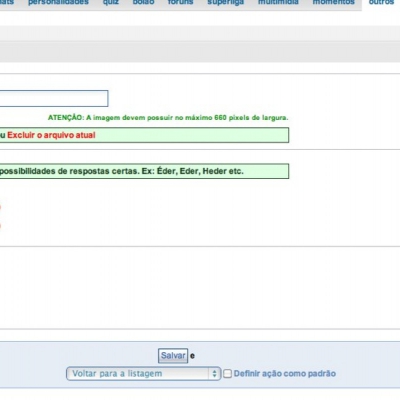 personalidades quiz bolão fóruns superliga multimídia momentos outros
ATENÇÃO: A imagem devem possuir no máximo 660 pixels de largura.
u Excluir o arquivo atual
possibilidades de respostas certas. Ex: Éder, Eder, Heder etc.
Salvar e
Voltar para a listagem Definir ação como padrão